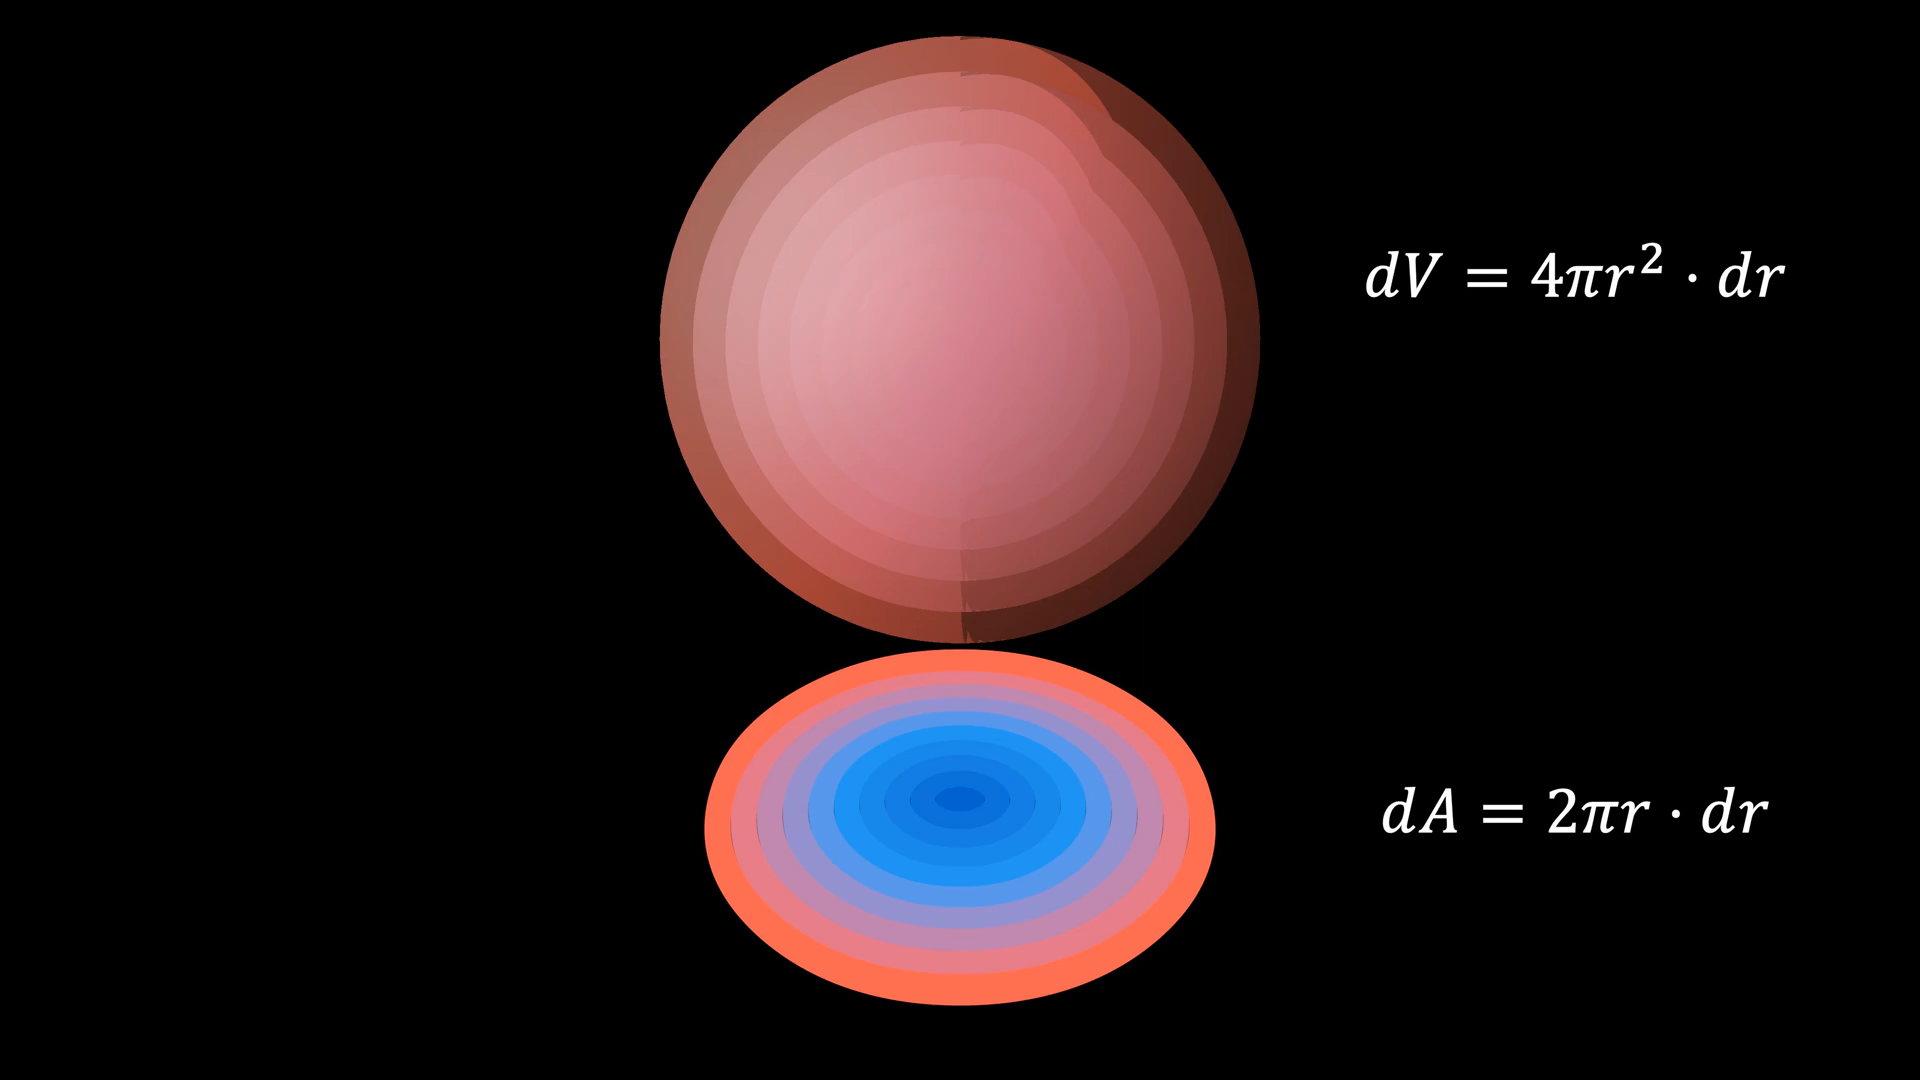 dV = 4πr² · dr
dA = 2πr · dr